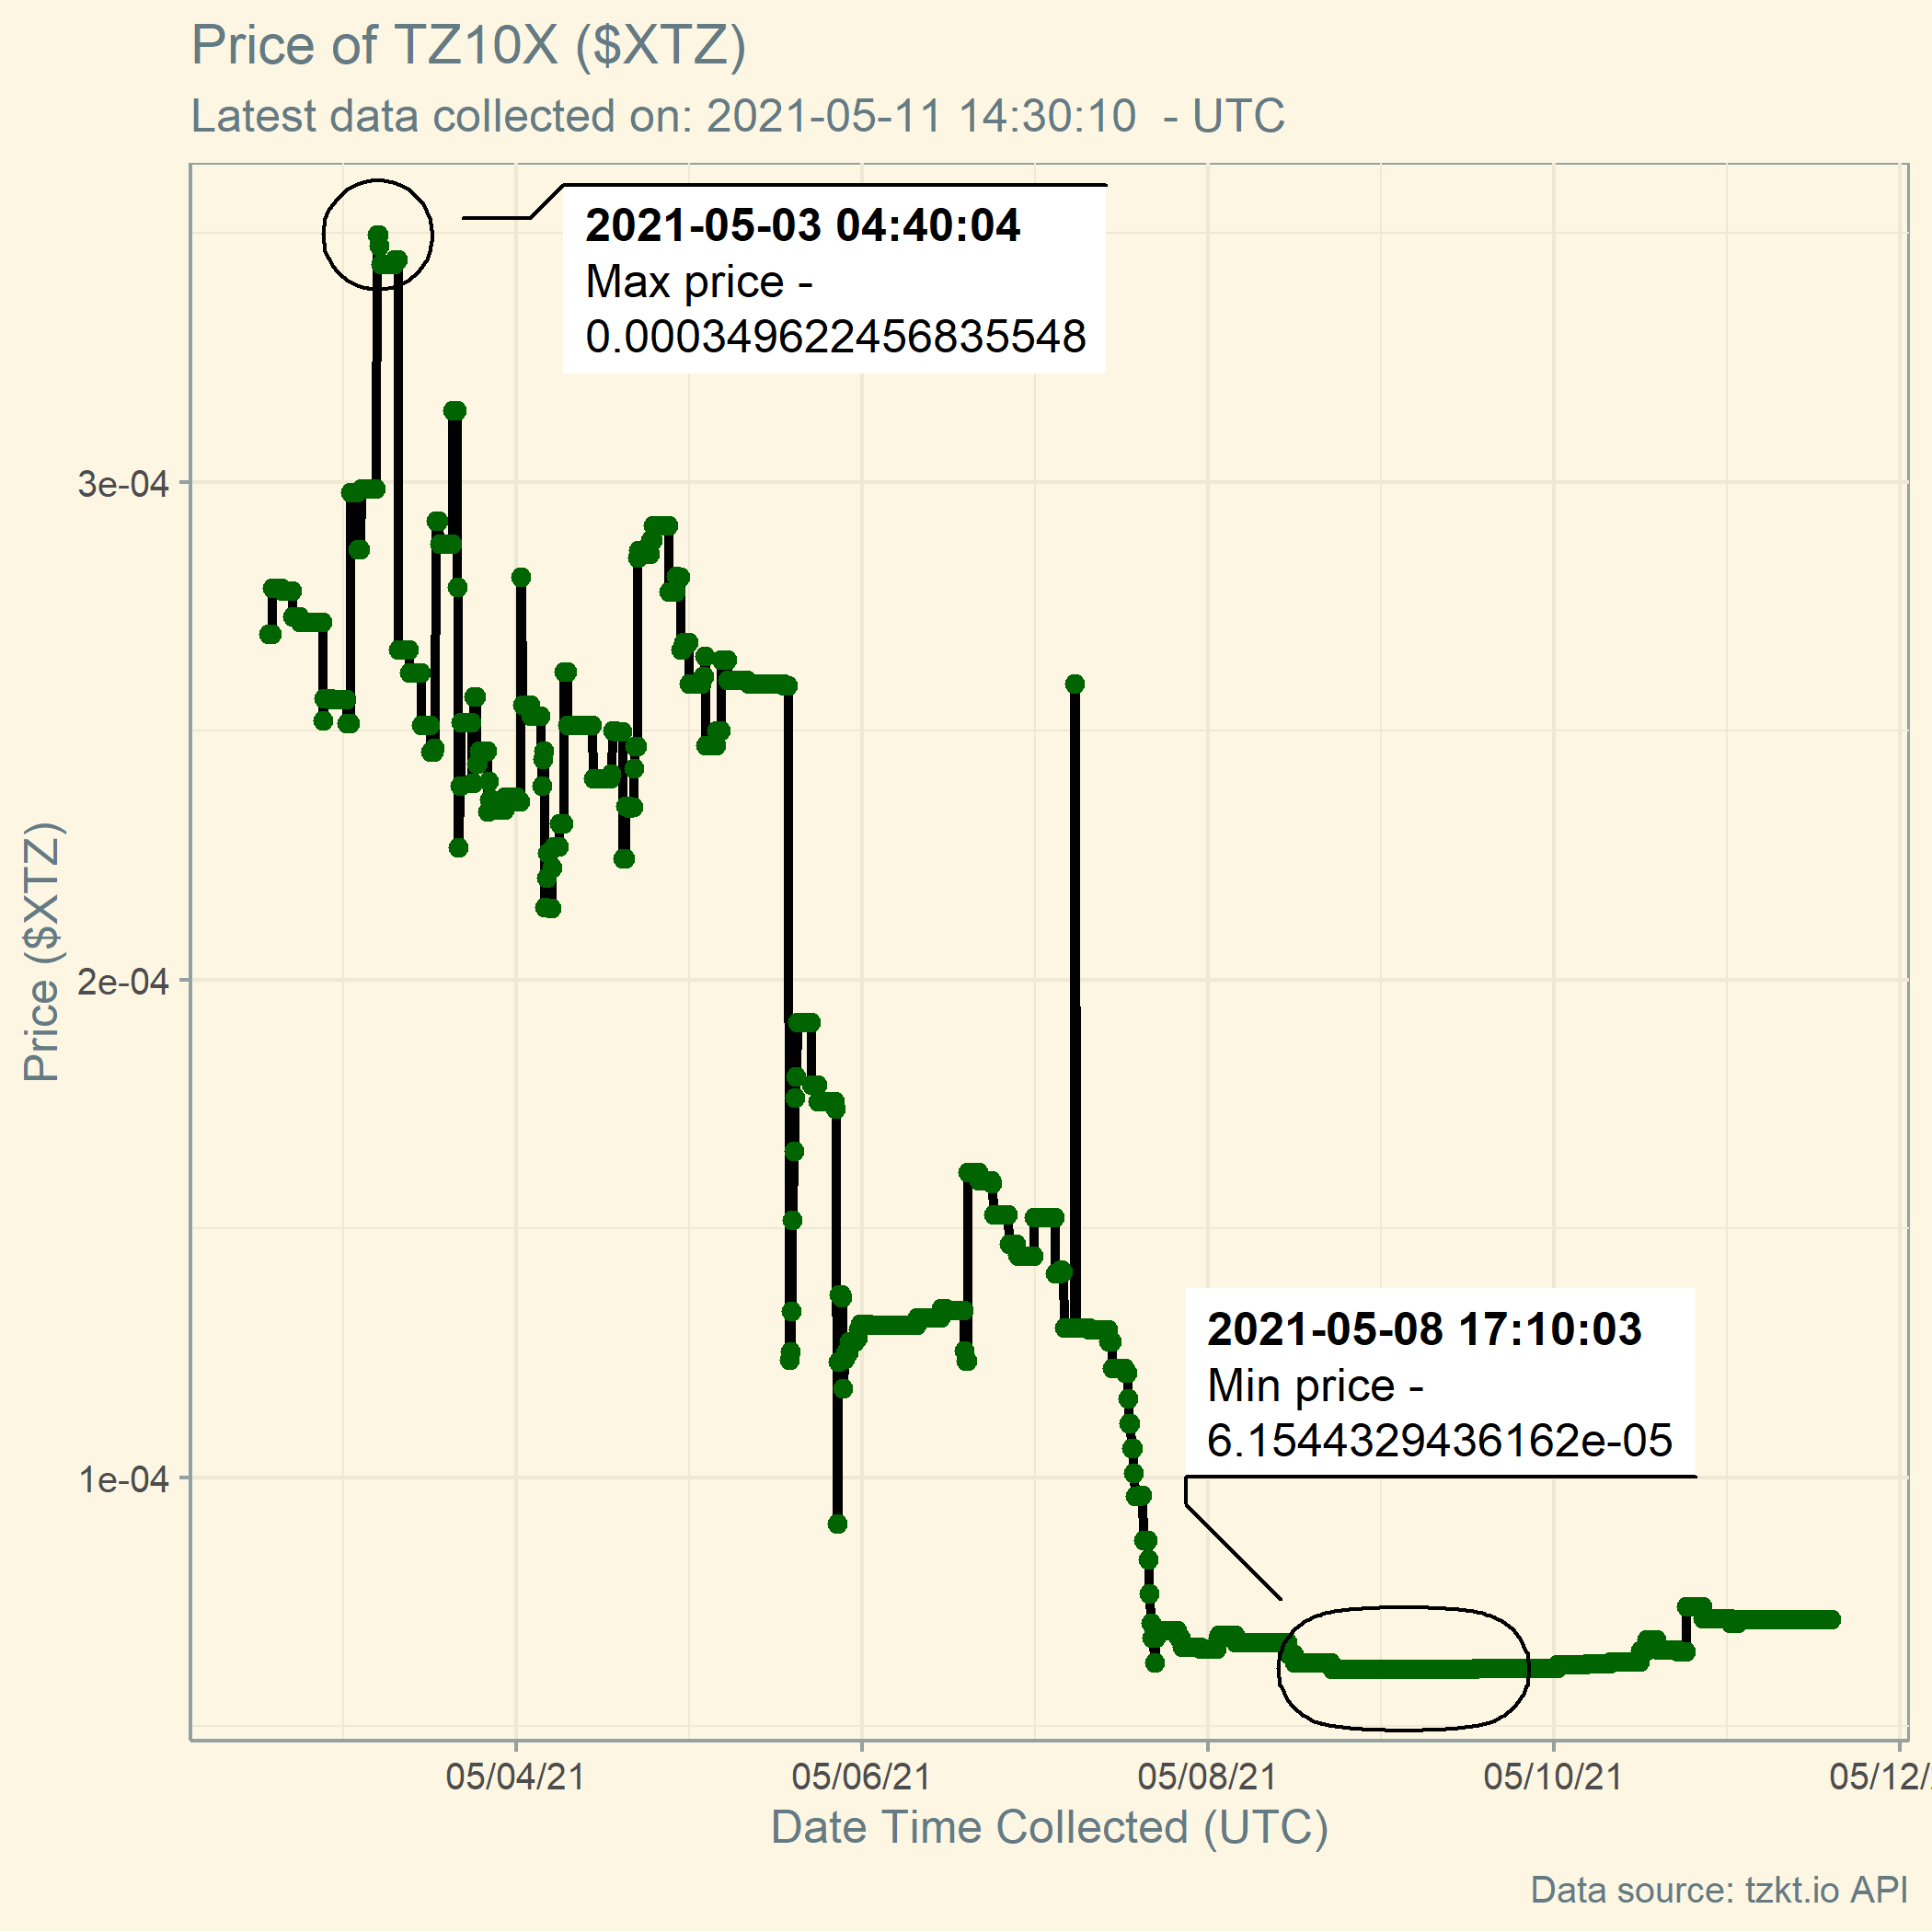 Price of TZ10X ($XTZ)
Latest data collected on: 2021-05-11 14:30:10 - UTC
2021-05-03 04:40:04
Max price -
0.000349622456835548
3e-04
2e-04
1e-04
Price ($XTZ)
2021-05-08 17:10:03
Min price -
6.1544329436162e-05
05/04/21
05/06/21
05/08/21
05/10/21
05/12/
Date Time Collected (UTC)
Data source: tzkt.io API